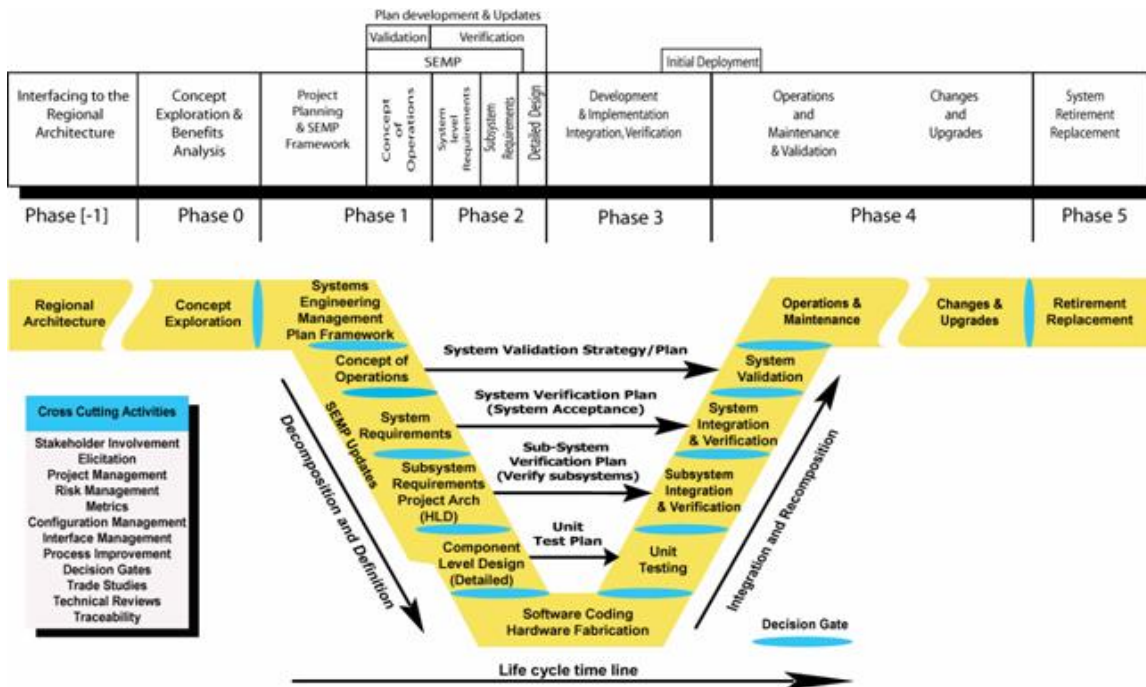 Plan development & Updates
Validation
Verification
SEMP
Initial Deployment
Interfacing to the
Regional
Architecture
Concept
Exploration &
Benefits
Analysis
Project
Planning
& SEMP
Framework
Concept
of
Operations
System
level
Requirements
Subsystem
Requirements
Detailed Design
Development
& Implementation
Integration, Verification
Operations
and
Maintenance
& Validation
Changes
and
Upgrades
System
Retirement
Replacement
Phase [-1]
Phase 0
Phase 1
Phase 2
Phase 3
Phase 4
Phase 5
Regional
Architecture
Concept
Exploration
Systems
Engineering
Management
Plan Framework
Operations &
Maintenance
Changes &
Upgrades
Retirement
Replacement
Concept of
Operations
System Validation Strategy/Plan
System
Validation
SEMP Updates
System
Requirements
System Verification Plan
(System Acceptance)
System
Integration
& Verification
Subsystem
Requirements
Project Arch
(HLD)
Sub-System
Verification Plan
(Verify subsystems)
Subsystem
Integration
& Verification
Component
Level Design
(Detailed)
Unit
Test Plan
Unit
Testing
Software Coding
Hardware Fabrication
Decomposition and Definition
Integration and Recomposition
Cross Cutting Activities
Stakeholder Involvement
Elicitation
Project Management
Risk Management
Metrics
Configuration Management
Interface Management
Process Improvement
Decision Gates
Trade Studies
Technical Reviews
Traceability
Decision Gate
Life cycle time line